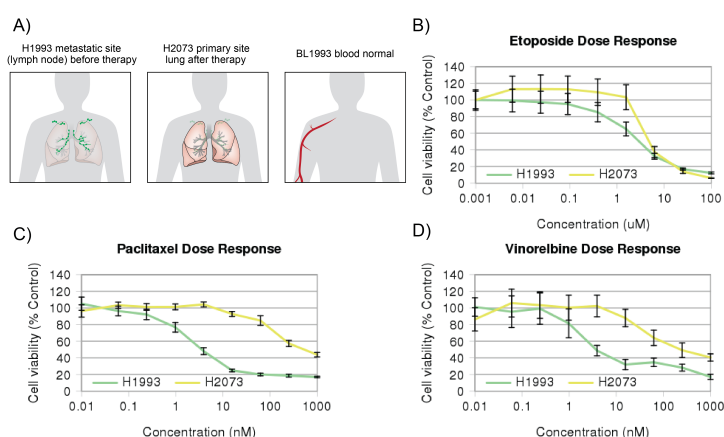 A)
H1993 metastatic site
(lymph node) before therapy
H2073 primary site
lung after therapy
BL1993 blood normal
B)
Etoposide Dose Response
Cell viability (% Control)
140
120
100
80
60
40
20
0
H1993
H2073
0.001
0.01
0.1
1
10
100
Concentration (uM)
C)
Paclitaxel Dose Response
Cell viability (% Control)
140
120
100
80
60
40
20
0
H1993
H2073
0.01
0.10
1
10
100
1000
Concentration (nM)
D)
Vinorelbine Dose Response
Cell viability (% Control)
140
120
100
80
60
40
20
0
H1993
H2073
0.01
0.10
1
10
100
1000
Concentration (nM)